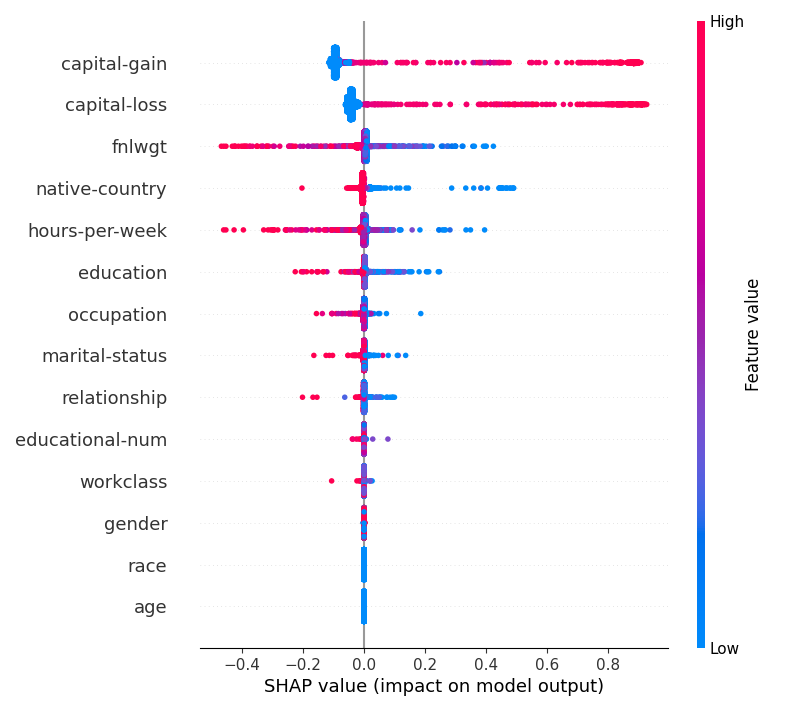 High
capital-gain
capital-loss
fnlwgt
native-country
hours-per-week
education
occupation
marital-status
relationship
educational-num
workclass
gender
race
age
Feature value
Low
−0.4 −0.2 0.0 0.2 0.4 0.6 0.8
SHAP value (impact on model output)